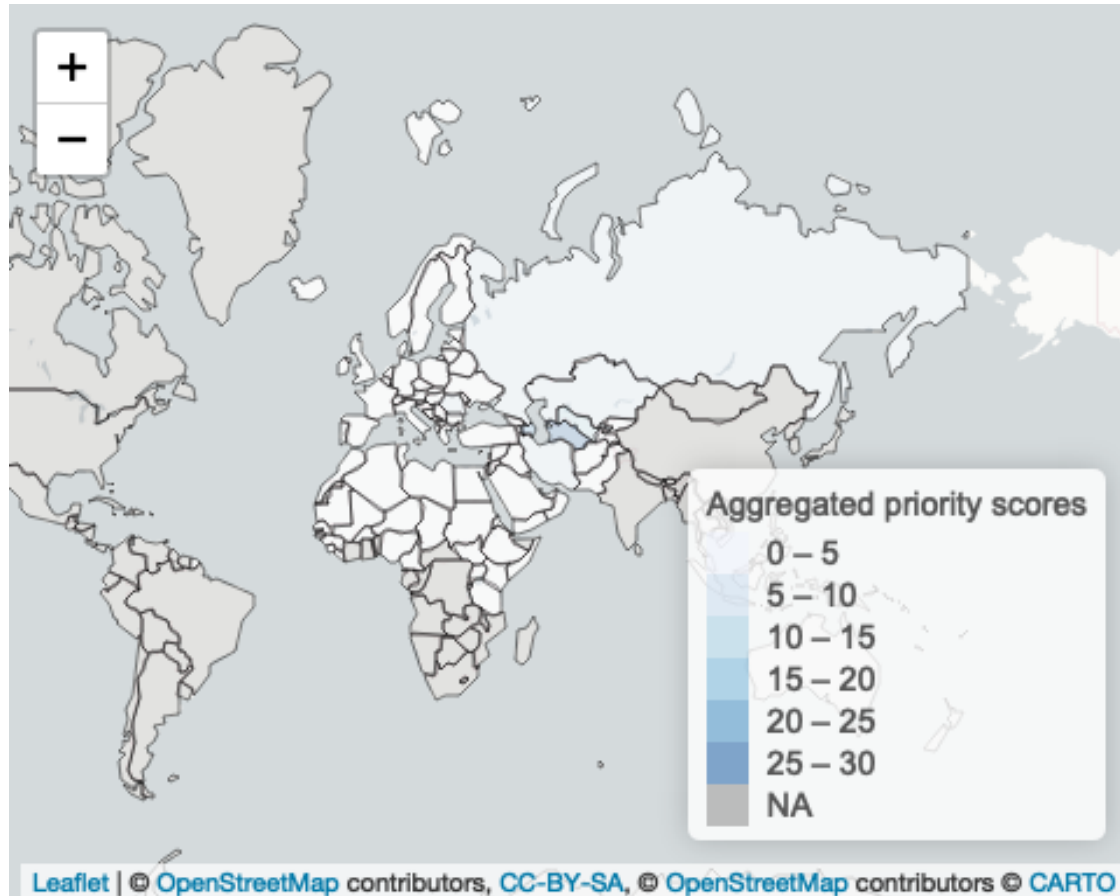 +
−
Aggregated priority scores
0 – 5
5 – 10
10 – 15
15 – 20
20 – 25
25 – 30
NA
Leaflet | © OpenStreetMap contributors, CC-BY-SA, © OpenStreetMap contributors © CARTO